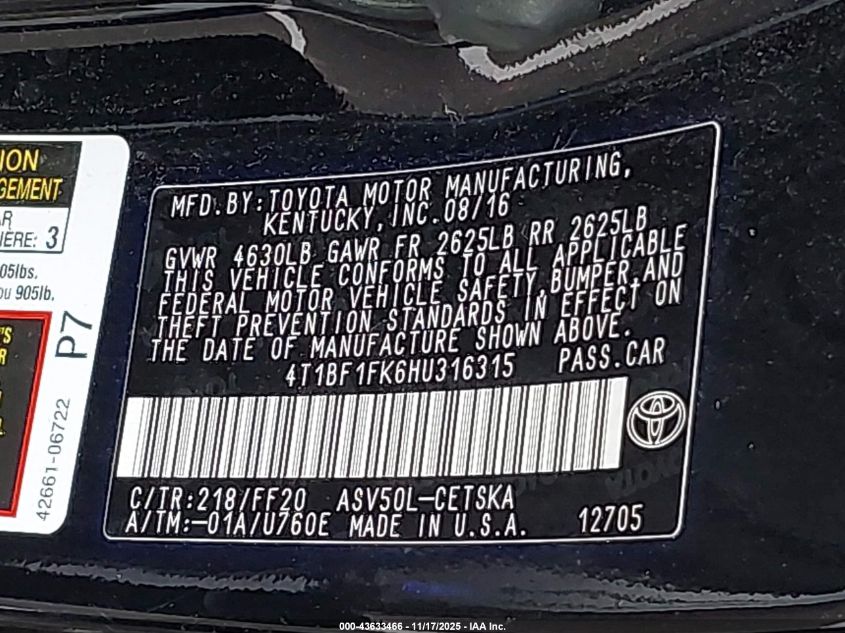 ION
GEMENT
AR
HERE: 3
905lbs.
ou 905lb.
'S
R
P7
42661-06722
MFD.BY:TOYOTA MOTOR MANUFACTURING,
KENTUCKY,INC.08/16
GVWR 4630LB GAWR FR 2625LB RR 2625LB
THIS VEHICLE CONFORMS TO ALL APPLICABLE
FEDERAL MOTOR VEHICLE SAFETY,BUMPER,AND
THEFT PREVENTION STANDARDS IN EFFECT ON
THE DATE OF MANUFACTURE SHOWN ABOVE.
4T1BF1FK6HU316315 PASS.CAR
C/TR:218/FF20 ASV50L-CETSKA
A/TM:-01A/U760E MADE IN U.S.A. 12705
000-43633466 - 11/17/2025 - IAA Inc.